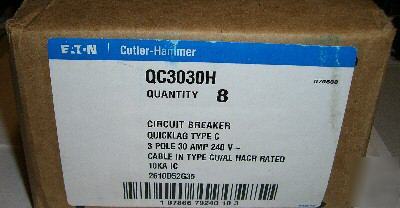 EATON Cutler-Hammer
QC3030H
QUANTITY 8
CIRCUIT BREAKER
QUICKLAG TYPE C
3 POLE 30 AMP 240 V ~
CABLE IN TYPE CU/AL HACR RATED
10KA IC
2610D52G35